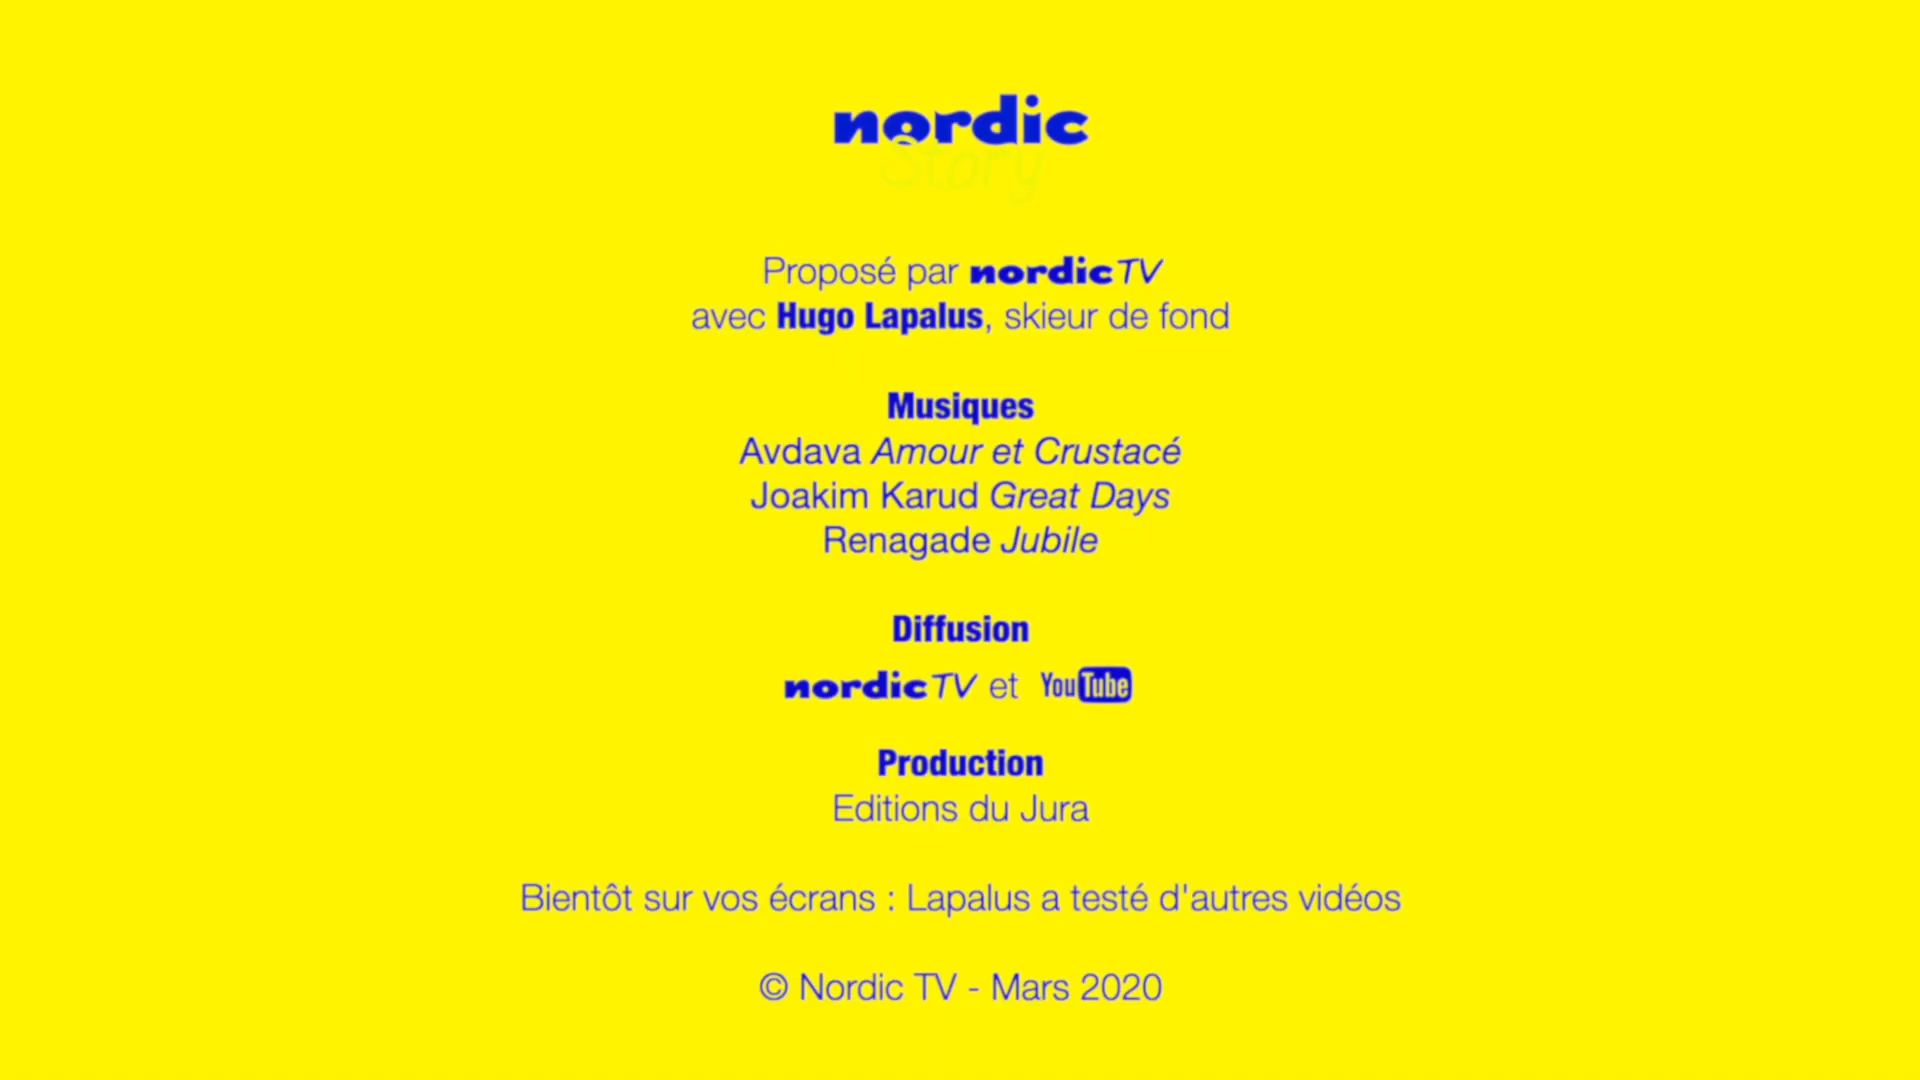 nordic
Story
Proposé par nordicTV
avec Hugo Lapalus, skieur de fond
Musiques
Avdava Amour et Crustacé
Joakim Karud Great Days
Renagade Jubile
Diffusion
nordicTV et YouTube
Production
Editions du Jura
Bientôt sur vos écrans : Lapalus a testé d'autres vidéos
© Nordic TV - Mars 2020